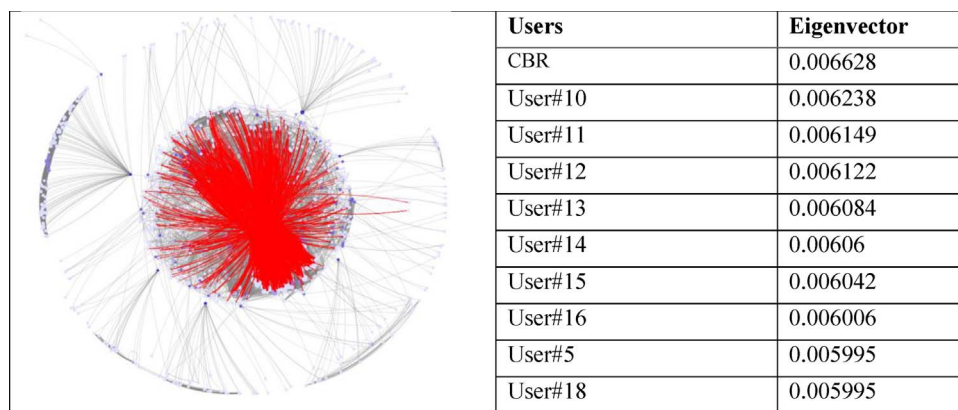 Users Eigenvector
CBR 0.006628
User#10 0.006238
User#11 0.006149
User#12 0.006122
User#13 0.006084
User#14 0.00606
User#15 0.006042
User#16 0.006006
User#5 0.005995
User#18 0.005995